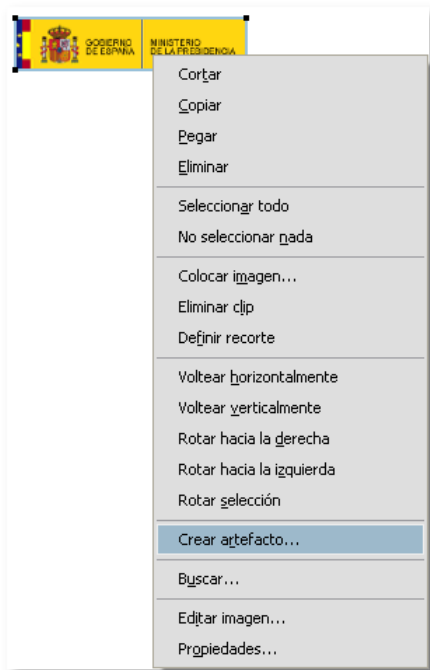 GOBIERNO
DE ESPAÑA
MINISTERIO
DE LA PRESIDENCIA
Cortar
Copiar
Pegar
Eliminar
Seleccionar todo
No seleccionar nada
Colocar imagen...
Eliminar clip
Definir recorte
Voltear horizontalmente
Voltear verticalmente
Rotar hacia la derecha
Rotar hacia la izquierda
Rotar selección
Crear artefacto...
Buscar...
Editar imagen...
Propiedades...